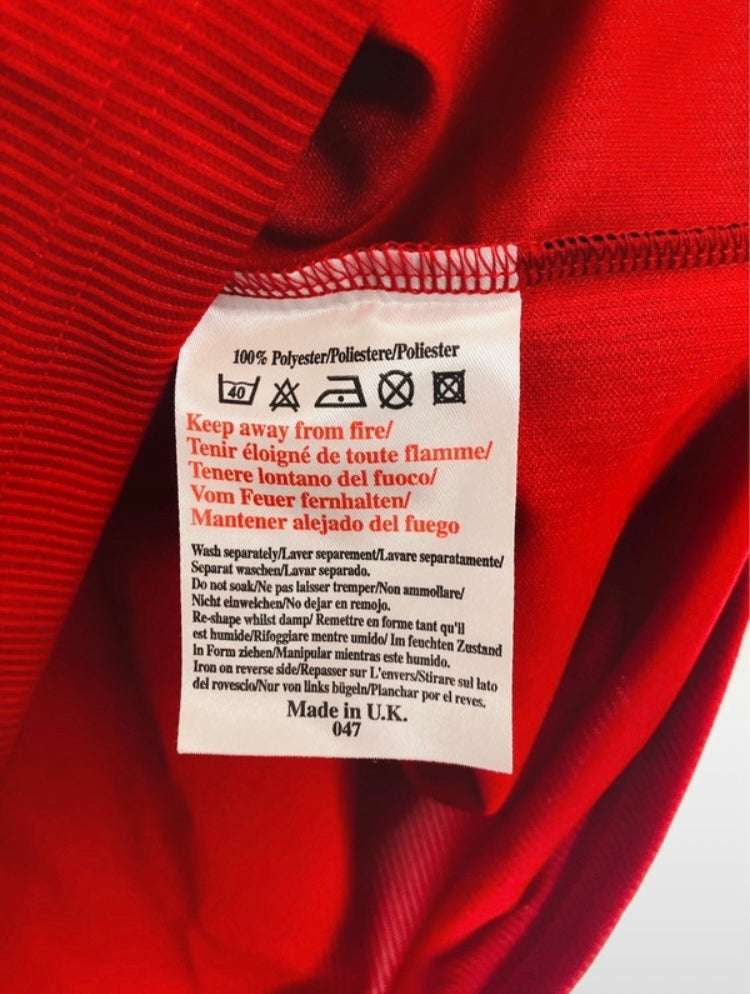 100% Polyester/Poliestere/Poliester
40
Keep away from fire/
Tenir éloigné de toute flamme/
Tenere lontano del fuoco/
Vom Feuer fernhalten/
Mantener alejado del fuego
Wash separately/Laver separement/Lavare separatamente/
Separat waschen/Lavar separado.
Do not soak/Ne pas laisser tremper/Non ammollare/
Nicht einweichen/No dejar en remojo.
Re-shape whilst damp/ Remettre en forme tant qu'il
est humide/Rifoggiare mentre umido/ Im feuchten Zustand
in Form ziehen/Manipular mientras este humido.
Iron on reverse side/Repasser sur L'envers/Stirare sul lato
del rovescio/Nur von links bügeln/Planchar por el reves.
Made in U.K.
047